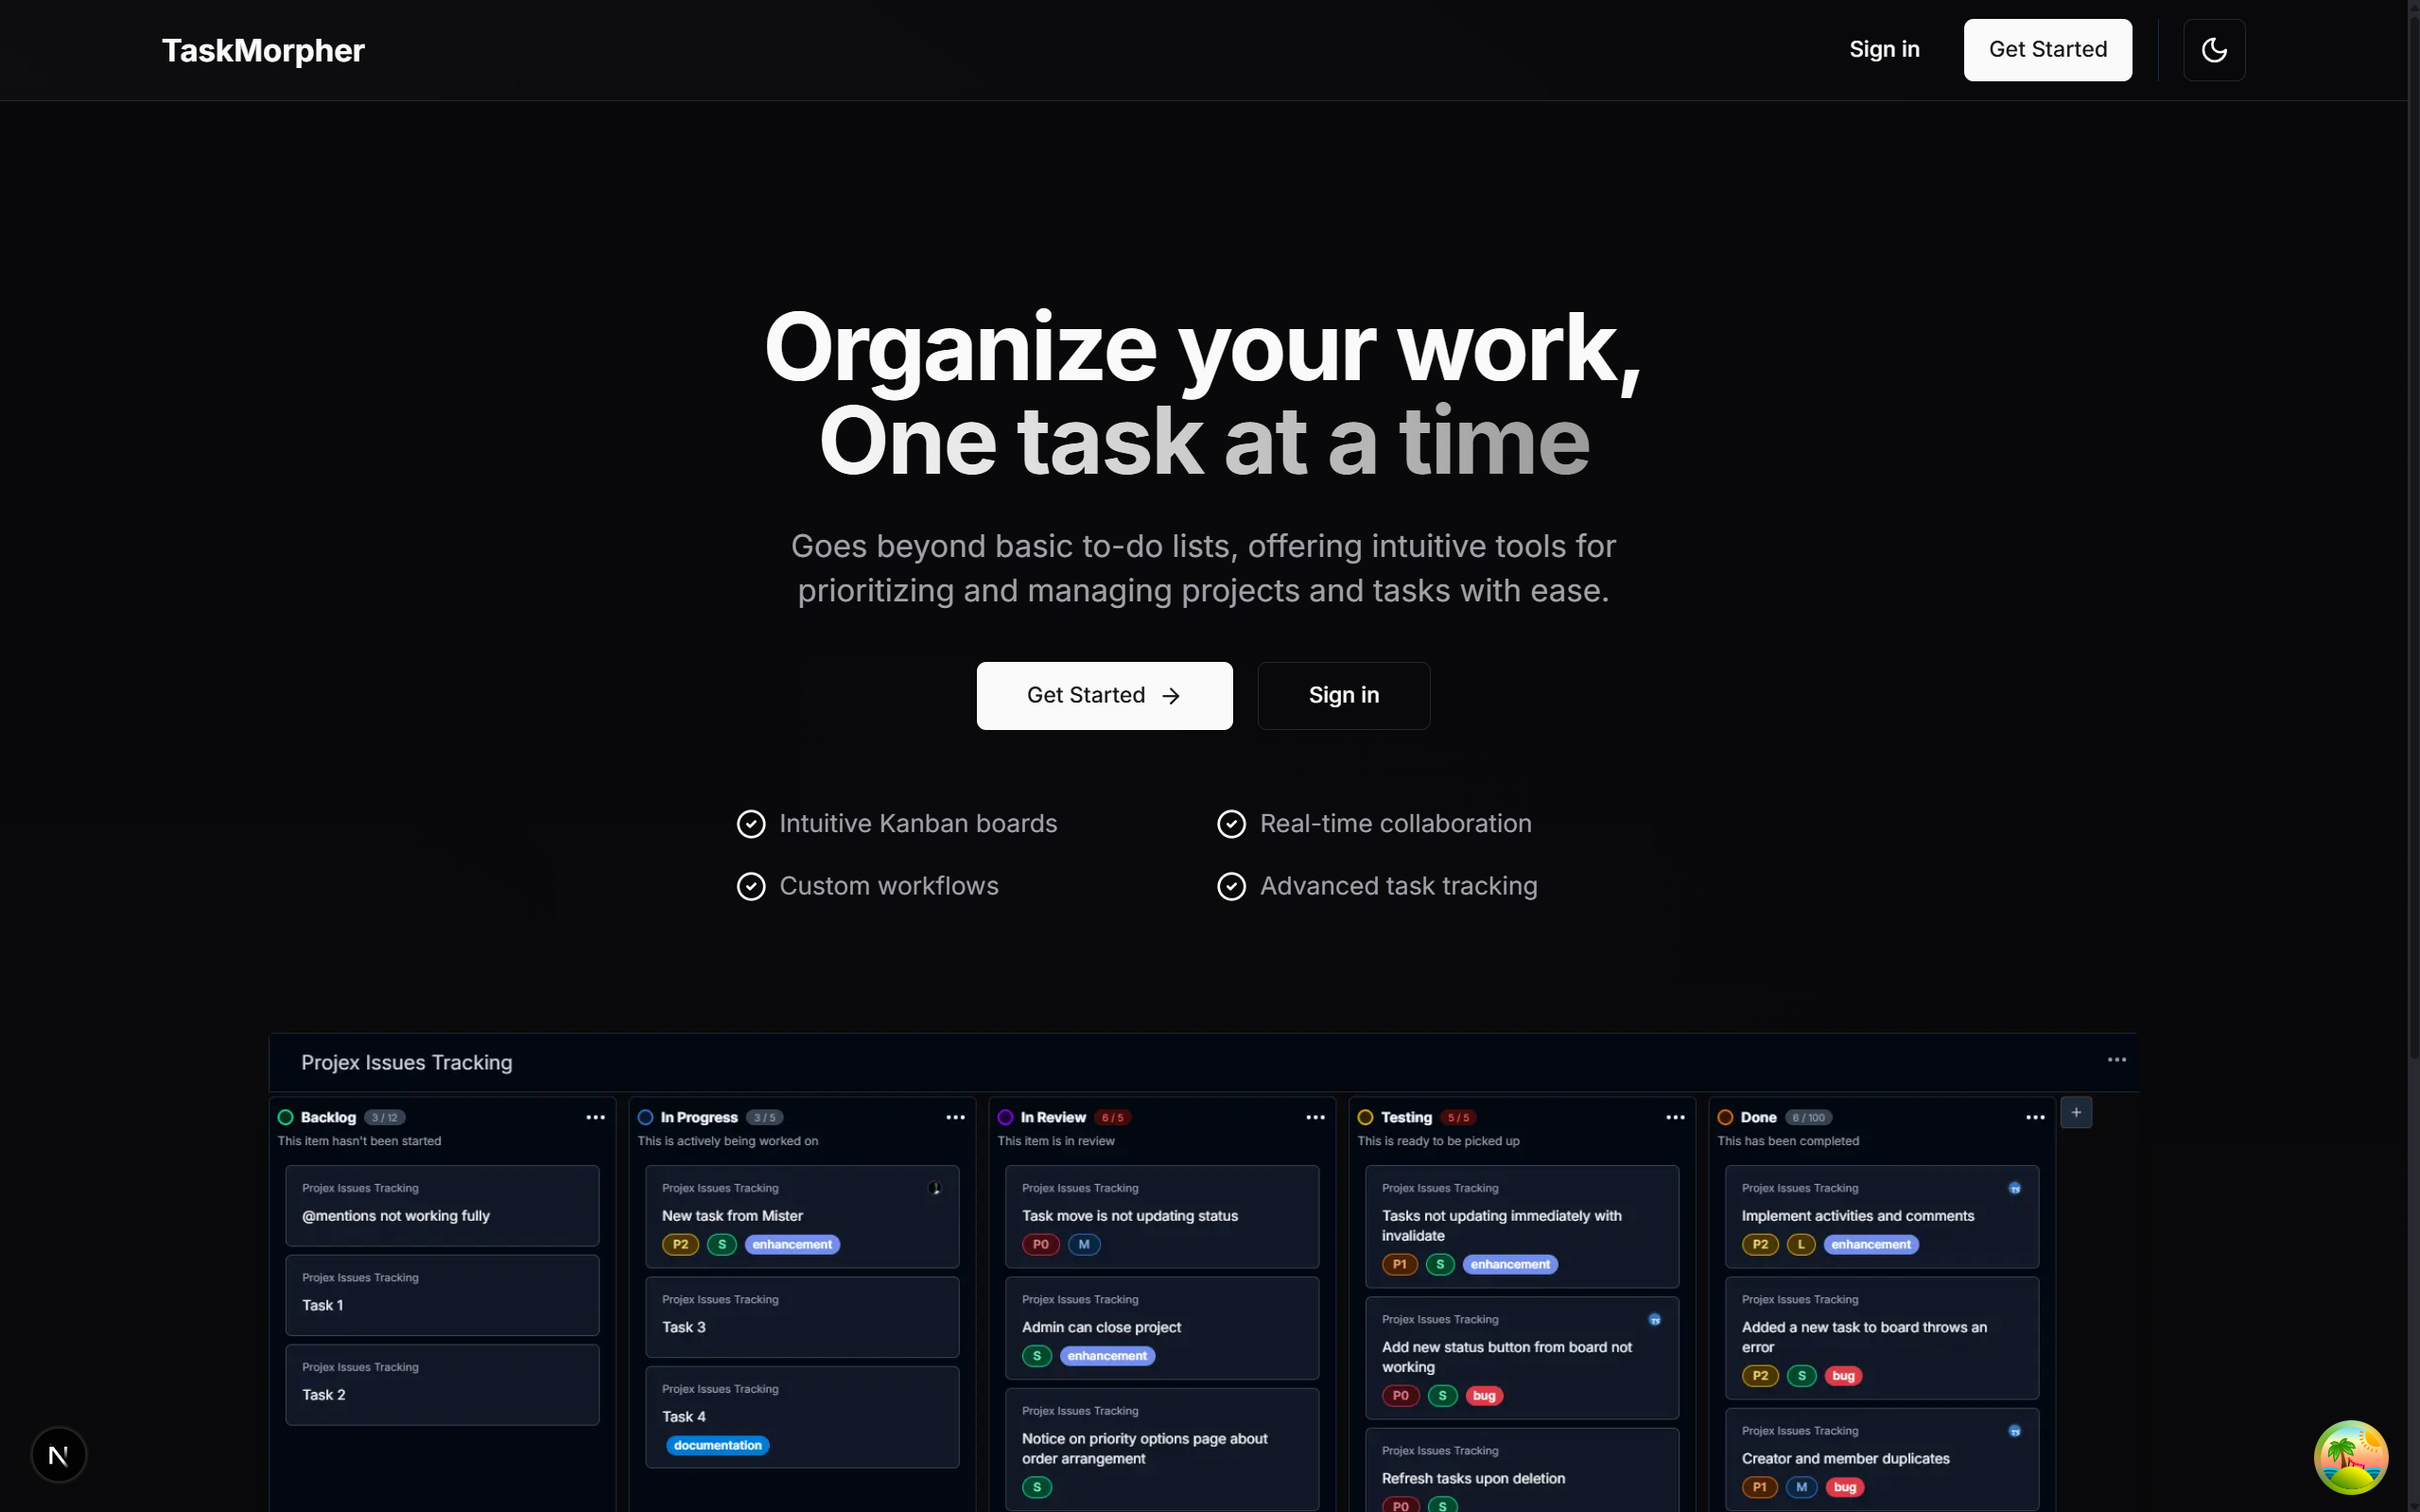 TaskMorpher
Sign in
Get Started
Organize your work,
One task at a time
Goes beyond basic to-do lists, offering intuitive tools for
prioritizing and managing projects and tasks with ease.
Get Started
Sign in
Intuitive Kanban boards
Real-time collaboration
Custom workflows
Advanced task tracking
Projex Issues Tracking
Backlog 3 / 12
This item hasn't been started
Projex Issues Tracking
@mentions not working fully
Projex Issues Tracking
Task 1
Projex Issues Tracking
Task 2
In Progress 3 / 5
This is actively being worked on
Projex Issues Tracking
New task from Mister
P2 S enhancement
Projex Issues Tracking
Task 3
Projex Issues Tracking
Task 4
documentation
In Review 6 / 5
This item is in review
Projex Issues Tracking
Task move is not updating status
P0 M
Projex Issues Tracking
Admin can close project
S enhancement
Projex Issues Tracking
Notice on priority options page about
order arrangement
S
Testing 5 / 5
This is ready to be picked up
Projex Issues Tracking
Tasks not updating immediately with
invalidate
P1 S enhancement
Projex Issues Tracking
TS
Add new status button from board not
working
P0 S bug
Projex Issues Tracking
Refresh tasks upon deletion
P0 S
Done 6 / 100
This has been completed
Projex Issues Tracking
TS
Implement activities and comments
P2 L enhancement
Projex Issues Tracking
Added a new task to board throws an
error
P2 S bug
Projex Issues Tracking
TS
Creator and member duplicates
P1 M bug
N